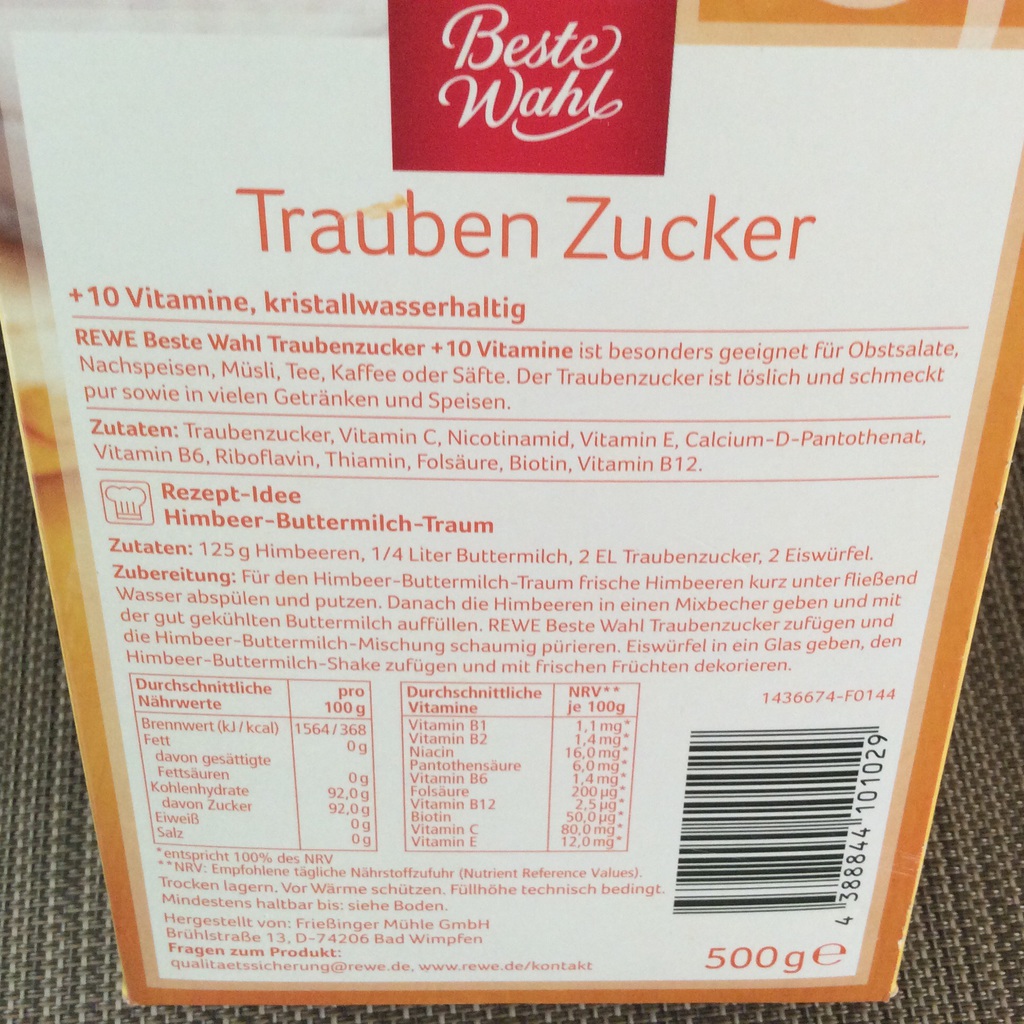 Beste
Wahl
Trauben Zucker
+10 Vitamine, kristallwasserhaltig
REWE Beste Wahl Traubenzucker +10 Vitamine ist besonders geeignet für Obstsalate,
Nachspeisen, Müsli, Tee, Kaffee oder Säfte. Der Traubenzucker ist löslich und schmeckt
pur sowie in vielen Getränken und Speisen.
Zutaten: Traubenzucker, Vitamin C, Nicotinamid, Vitamin E, Calcium-D-Pantothenat,
Vitamin B6, Riboflavin, Thiamin, Folsäure, Biotin, Vitamin B12.
Rezept-Idee
Himbeer-Buttermilch-Traum
Zutaten: 125 g Himbeeren, 1/4 Liter Buttermilch, 2 EL Traubenzucker, 2 Eiswürfel.
Zubereitung: Für den Himbeer-Buttermilch-Traum frische Himbeeren kurz unter fließend
Wasser abspülen und putzen. Danach die Himbeeren in einen Mixbecher geben und mit
der gut gekühlten Buttermilch auffüllen. REWE Beste Wahl Traubenzucker zufügen und
die Himbeer-Buttermilch-Mischung schaumig pürieren. Eiswürfel in ein Glas geben, den
Himbeer-Buttermilch-Shake zufügen und mit frischen Früchten dekorieren.
Durchschnittliche Nährwerte pro 100 g
Brennwert (kJ/kcal) 1564/368
Fett 0 g
davon gesättigte
Fettsäuren 0 g
Kohlenhydrate 92,0 g
davon Zucker 92,0 g
Eiweiß 0 g
Salz 0 g
Durchschnittliche Vitamine NRV** je 100g
Vitamin B1 1,1 mg*
Vitamin B2 1,4 mg*
Niacin 16,0 mg*
Pantothensäure 6,0 mg*
Vitamin B6 1,4 mg*
Folsäure 200 µg*
Vitamin B12 2,5 µg*
Biotin 50,0 µg*
Vitamin C 80,0 mg*
Vitamin E 12,0 mg*
1436674-F0144
4 388844 101029
*entspricht 100% des NRV
**NRV: Empfohlene tägliche Nährstoffzufuhr (Nutrient Reference Values).
Trocken lagern. Vor Wärme schützen. Füllhöhe technisch bedingt.
Mindestens haltbar bis: siehe Boden.
Hergestellt von: Frießinger Mühle GmbH
Brühlstraße 13, D-74206 Bad Wimpfen
Fragen zum Produkt:
qualitaetssicherung@rewe.de, www.rewe.de/kontakt
500 g e